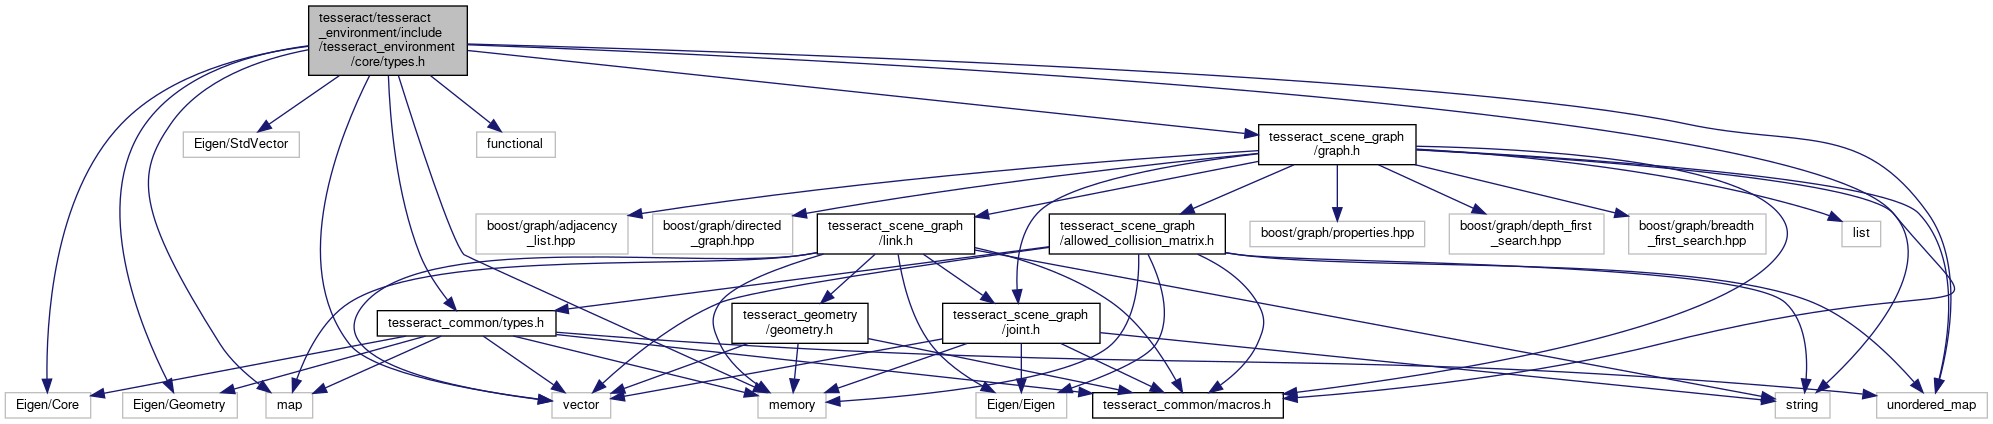 tesseract/tesseract
_environment/include
/tesseract_environment
/core/types.h
Eigen/StdVector
functional
tesseract_scene_graph
/graph.h
boost/graph/adjacency
_list.hpp
boost/graph/directed
_graph.hpp
tesseract_scene_graph
/link.h
tesseract_scene_graph
/allowed_collision_matrix.h
boost/graph/properties.hpp
boost/graph/depth_first
_search.hpp
boost/graph/breadth
_first_search.hpp
list
tesseract_common/types.h
tesseract_geometry
/geometry.h
tesseract_scene_graph
/joint.h
Eigen/Core
Eigen/Geometry
map
vector
memory
Eigen/Eigen
tesseract_common/macros.h
string
unordered_map